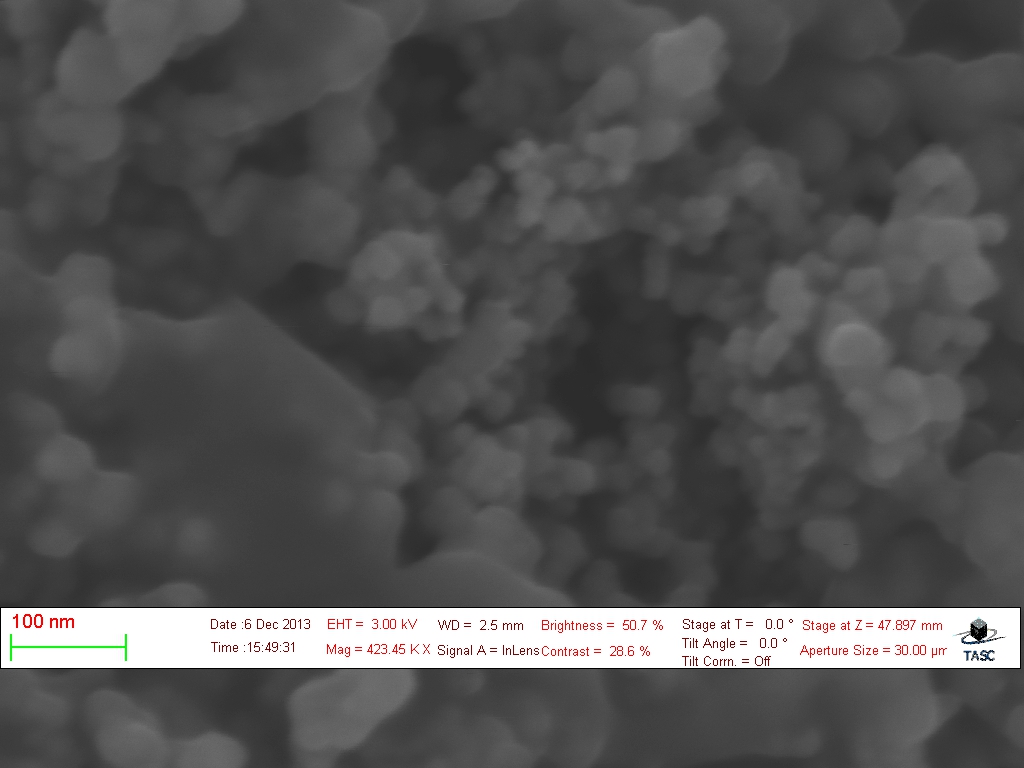 100 nm
Date :6 Dec 2013
Time :15:49:31
EHT = 3.00 kV
Mag = 423.45 K X
WD = 2.5 mm
Signal A = InLens
Brightness = 50.7 %
Contrast = 28.6 %
Stage at T = 0.0 °
Tilt Angle = 0.0 °
Tilt Corrn. = Off
Stage at Z = 47.897 mm
Aperture Size = 30.00 µm
TASC